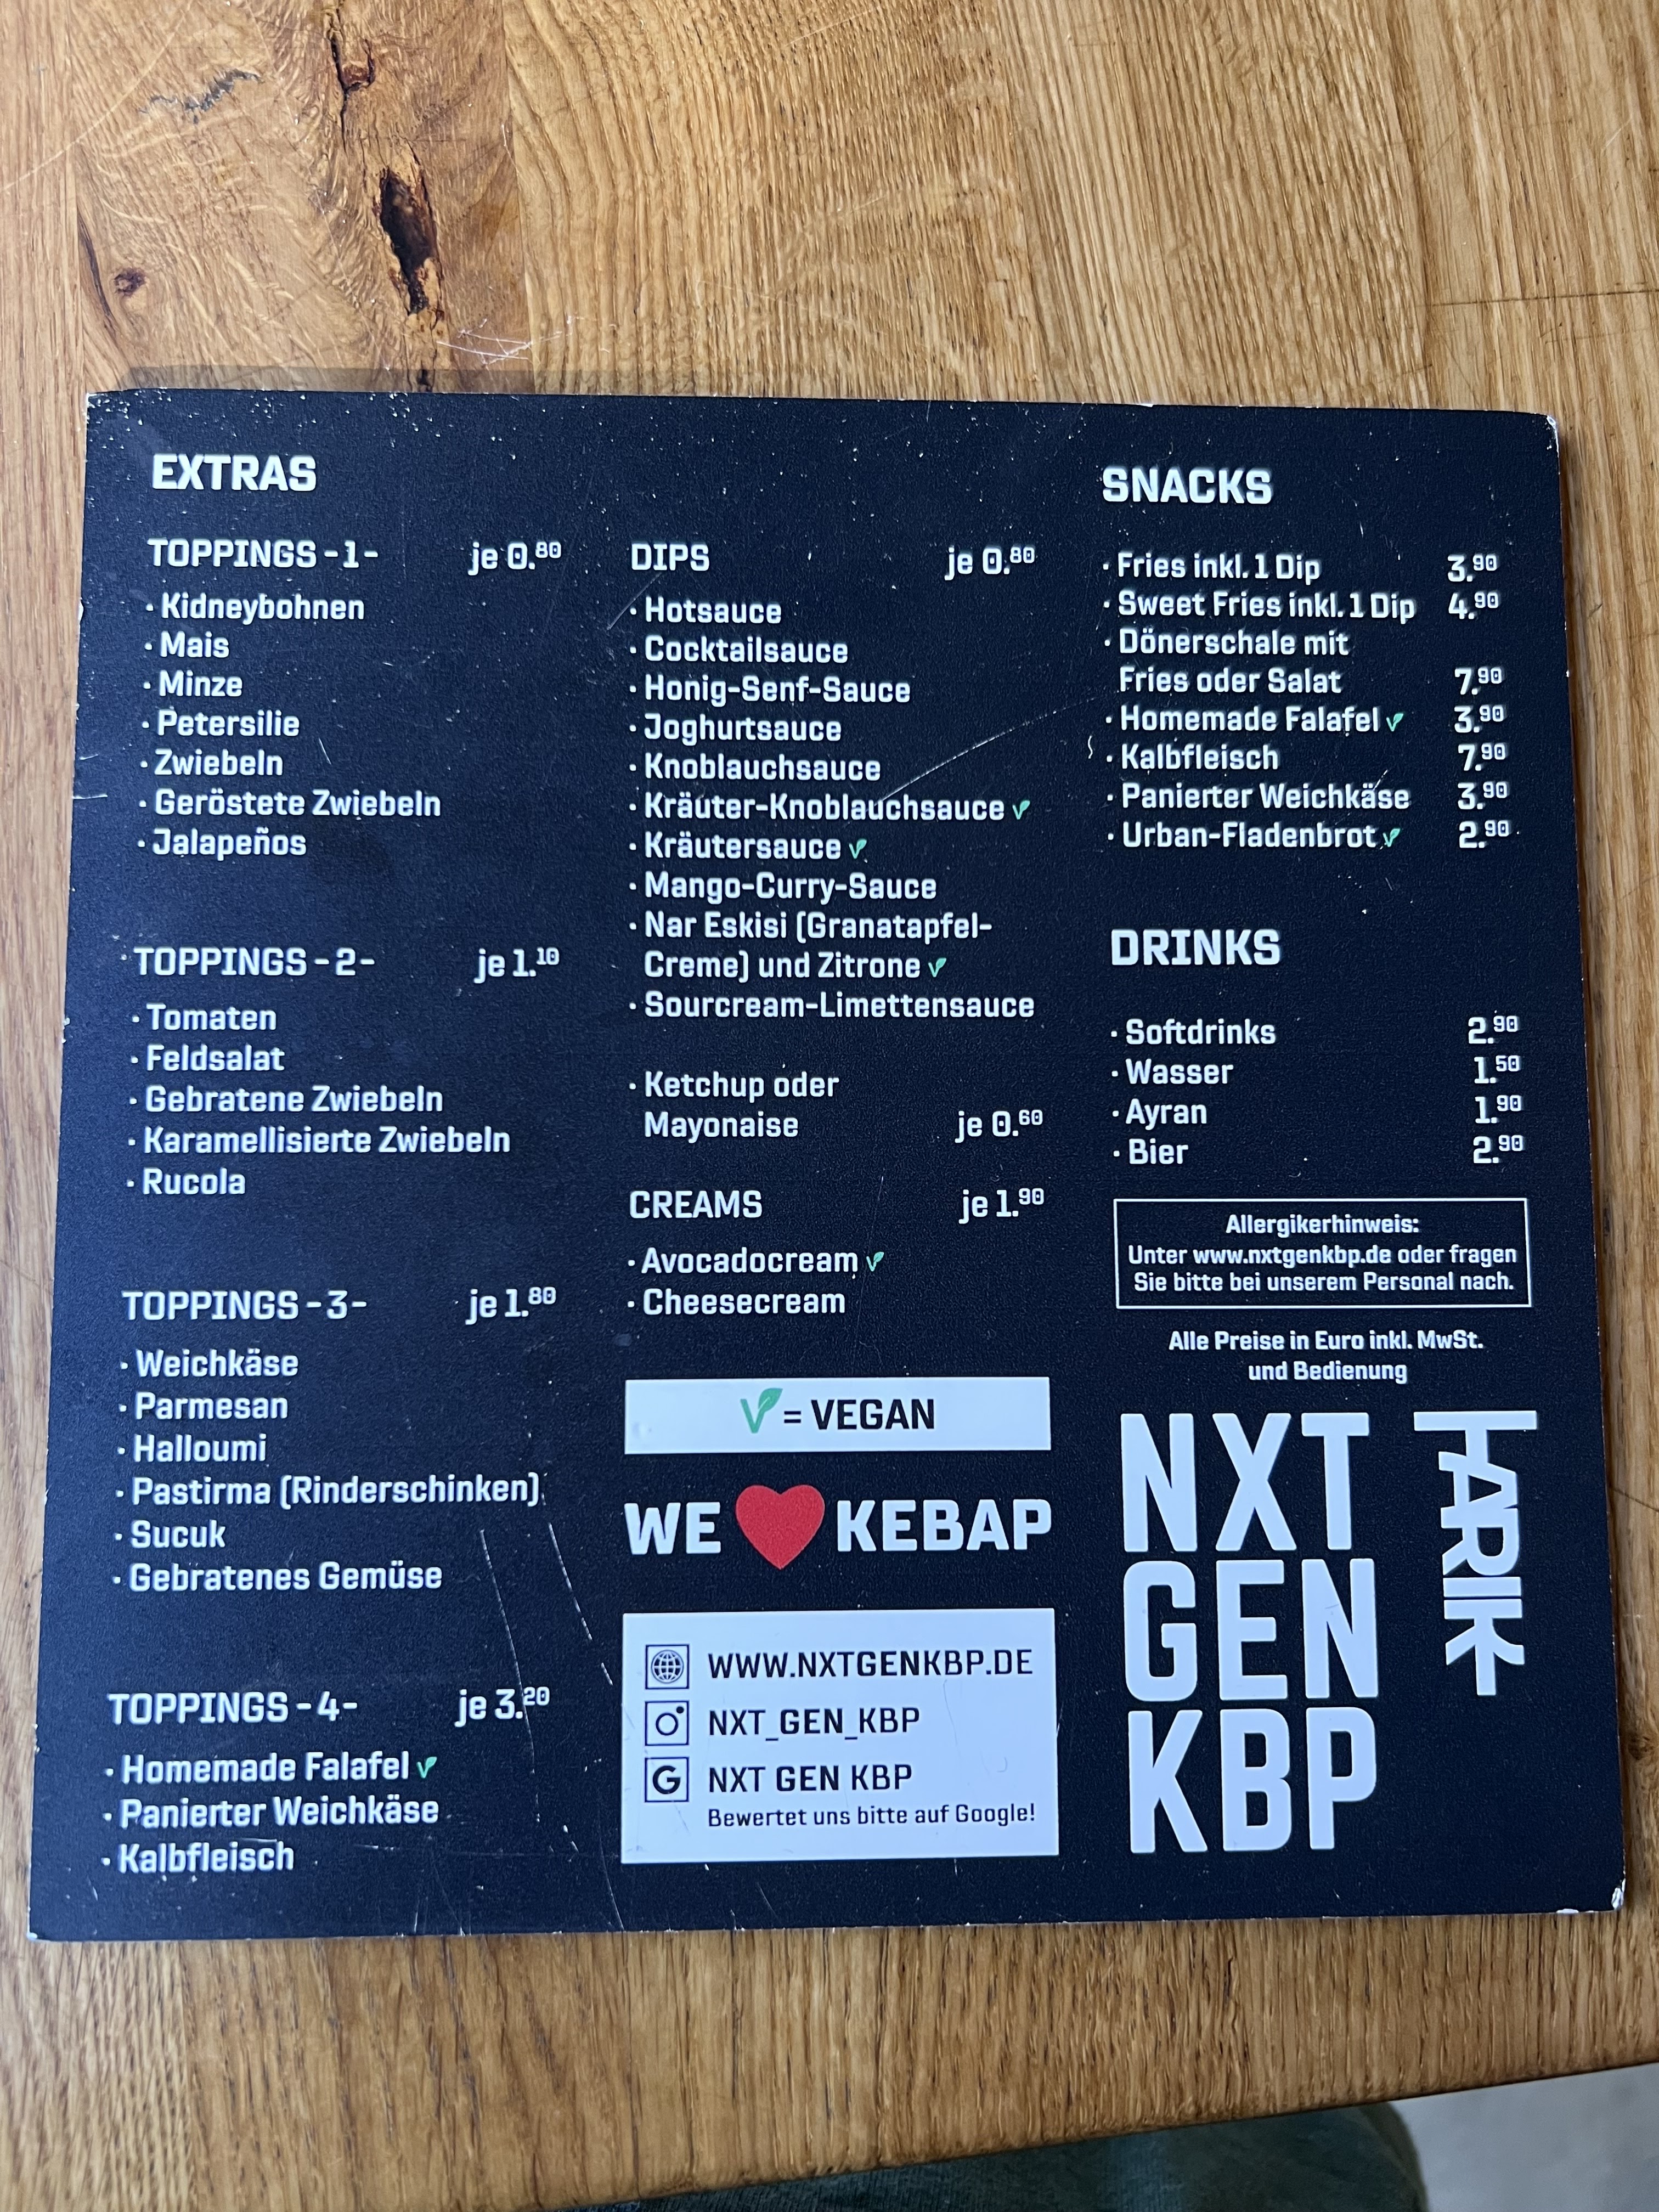 EXTRAS
TOPPINGS -1- je 0.80
· Kidneybohnen
· Mais
· Minze
· Petersilie
· Zwiebeln
· Geröstete Zwiebeln
· Jalapeños
TOPPINGS -2- je 1.10
· Tomaten
· Feldsalat
· Gebratene Zwiebeln
· Karamellisierte Zwiebeln
· Rucola
TOPPINGS -3- je 1.80
· Weichkäse
· Parmesan
· Halloumi
· Pastirma (Rinderschinken)
· Sucuk
· Gebratenes Gemüse
TOPPINGS -4- je 3.20
· Homemade Falafel V
· Panierter Weichkäse
· Kalbfleisch
DIPS je 0.80
· Hotsauce
· Cocktailsauce
· Honig-Senf-Sauce
· Joghurtsauce
· Knoblauchsauce
· Kräuter-Knoblauchsauce V
· Kräutersauce V
· Mango-Curry-Sauce
· Nar Eskisi (Granatapfel-
Creme) und Zitrone V
· Sourcream-Limettensauce
· Ketchup oder
Mayonaise je 0.60
CREAMS je 1.90
· Avocadocream V
· Cheesecream
V = VEGAN
WE ❤ KEBAP
WWW.NXTGENKBP.DE
NXT_GEN_KBP
G NXT GEN KBP
Bewertet uns bitte auf Google!
SNACKS
· Fries inkl. 1 Dip 3.90
· Sweet Fries inkl. 1 Dip 4.90
· Dönerschale mit
Fries oder Salat 7.90
· Homemade Falafel V 3.90
· Kalbfleisch 7.90
· Panierter Weichkäse 3.90
· Urban-Fladenbrot V 2.90
DRINKS
· Softdrinks 2.90
· Wasser 1.50
· Ayran 1.90
· Bier 2.90
Allergikerhinweis:
Unter www.nxtgenkbp.de oder fragen
Sie bitte bei unserem Personal nach.
Alle Preise in Euro inkl. MwSt.
und Bedienung
NXT
GEN
KBP
TARIK